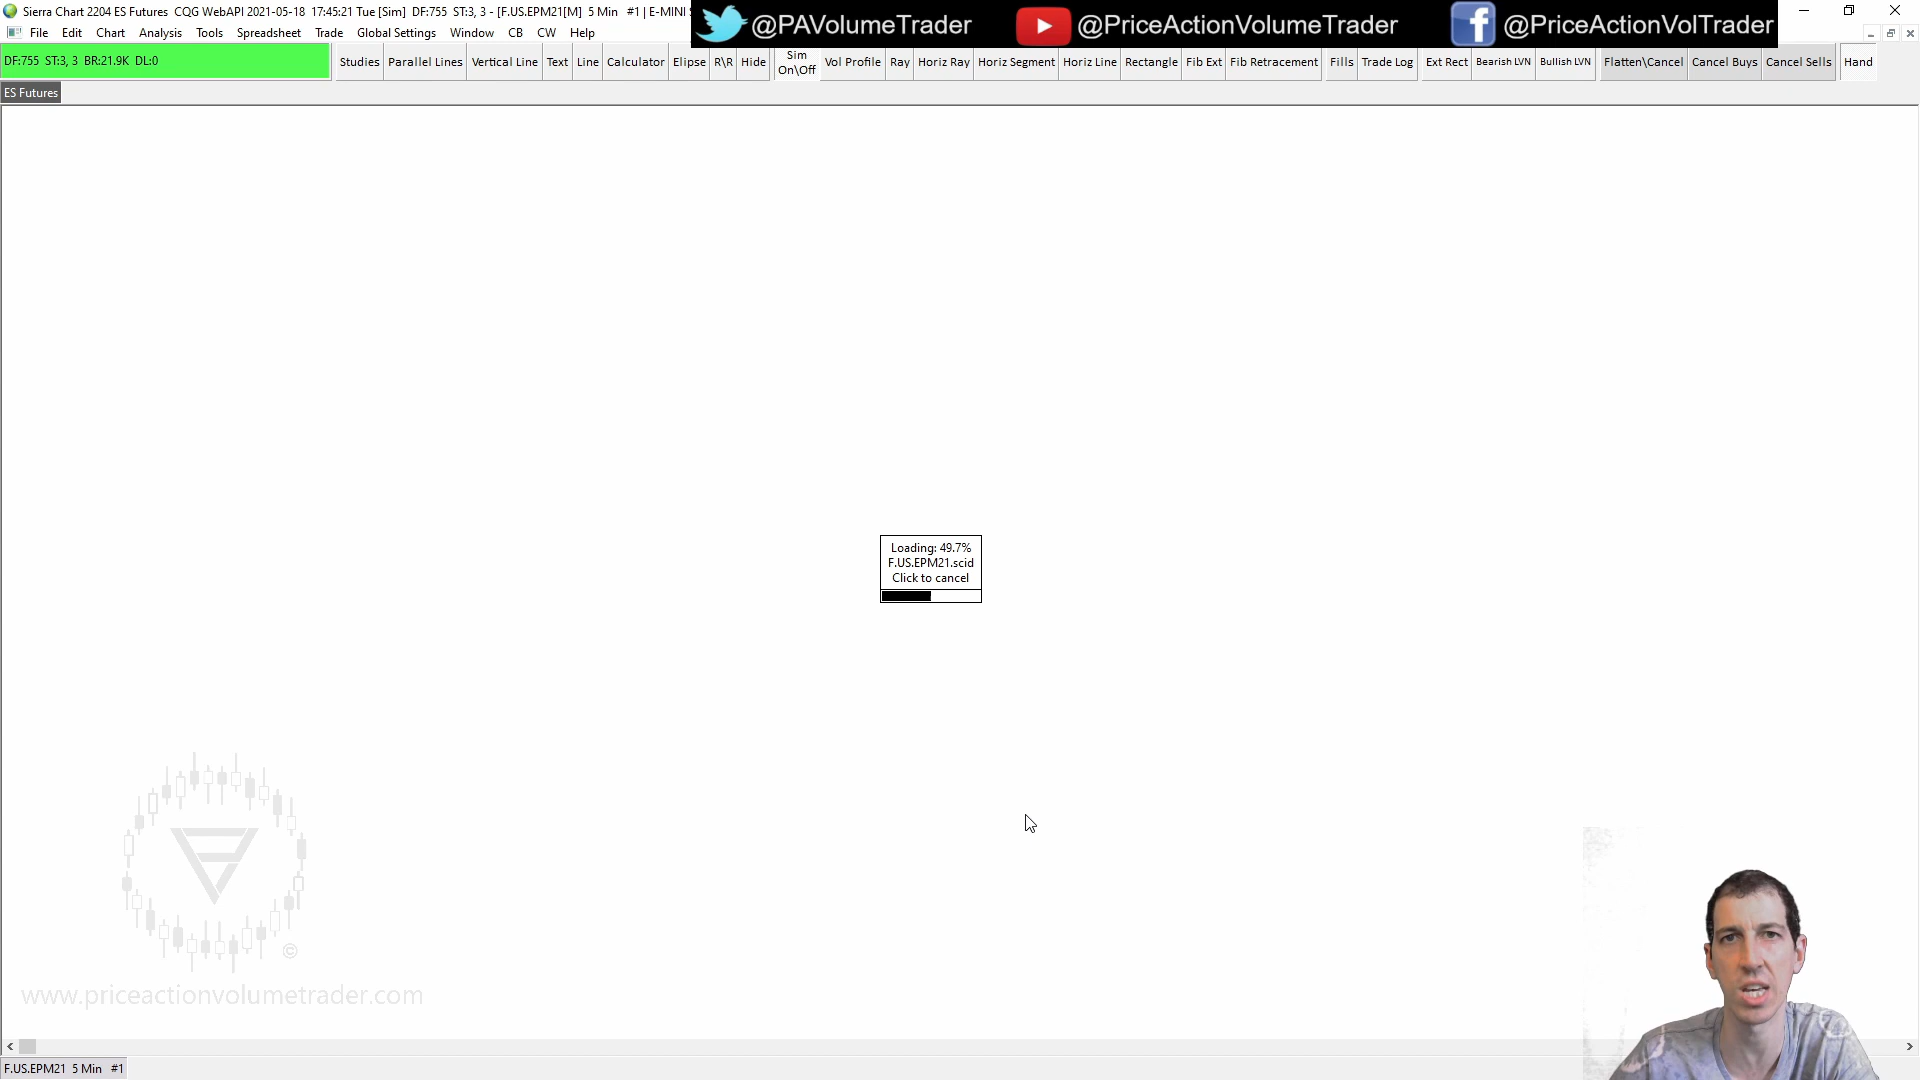 Sierra Chart 2204 ES Futures  CQG WebAPI 2021-05-18  17:45:21 Tue [Sim]  DF:755  ST:3, 3 - [F.US.EPM21[M]  5 Min   #1 | E-MINI
@PAVolumeTrader
@PriceActionVolumeTrader
@PriceActionVolTrader
File Edit Chart Analysis Tools Spreadsheet Trade Global Settings Window CB CW Help
DF:755  ST:3, 3  BR:21.9K  DL:0
Studies Parallel Lines Vertical Line Text Line Calculator Elipse R\R Hide Sim On\Off Vol Profile Ray Horiz Ray Horiz Segment Horiz Line Rectangle Fib Ext Fib Retracement Fills Trade Log Ext Rect Bearish LVN Bullish LVN Flatten\Cancel Cancel Buys Cancel Sells Hand
ES Futures
Loading: 49.7%
F.US.EPM21.scid
Click to cancel
©
www.priceactionvolumetrader.com
F.US.EPM21  5 Min   #1